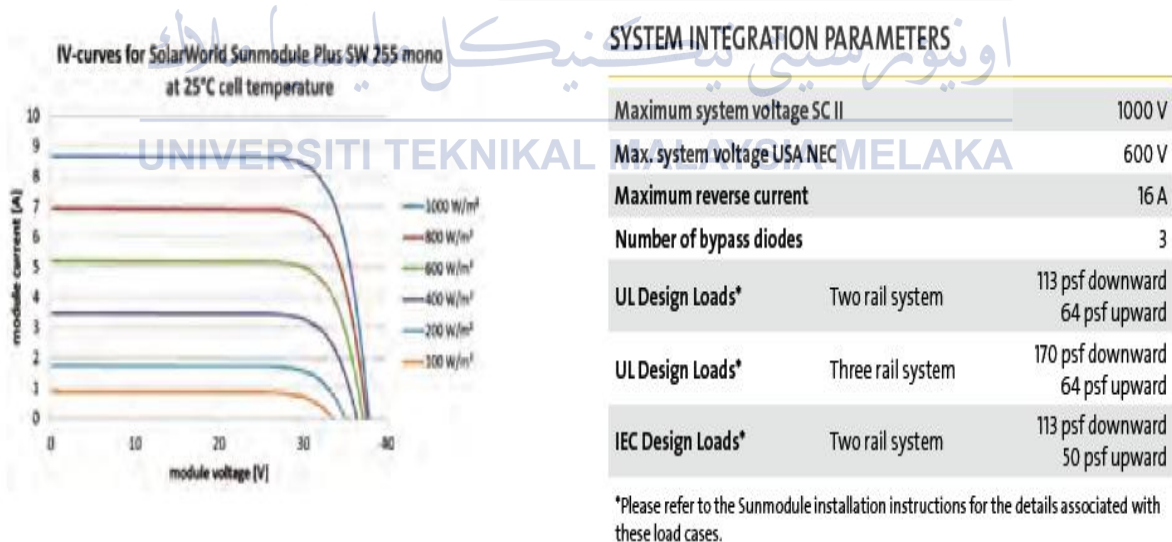 اونيورسيتي تيكنيكل مليسيا ملاك
UNIVERSITI TEKNIKAL MALAYSIA MELAKA
IV-curves for SolarWorld Sunmodule Plus SW 255 mono
at 25°C cell temperature
10
9
8
7
6
5
4
3
2
1
0
module current [A]
0 10 20 30 40
module voltage [V]
1000 W/m²
800 W/m²
600 W/m²
400 W/m²
200 W/m²
100 W/m²
SYSTEM INTEGRATION PARAMETERS
Maximum system voltage SC II 1000 V
Max. system voltage USA NEC 600 V
Maximum reverse current 16 A
Number of bypass diodes 3
UL Design Loads* Two rail system 113 psf downward
64 psf upward
UL Design Loads* Three rail system 170 psf downward
64 psf upward
IEC Design Loads* Two rail system 113 psf downward
50 psf upward
*Please refer to the Sunmodule installation instructions for the details associated with
these load cases.